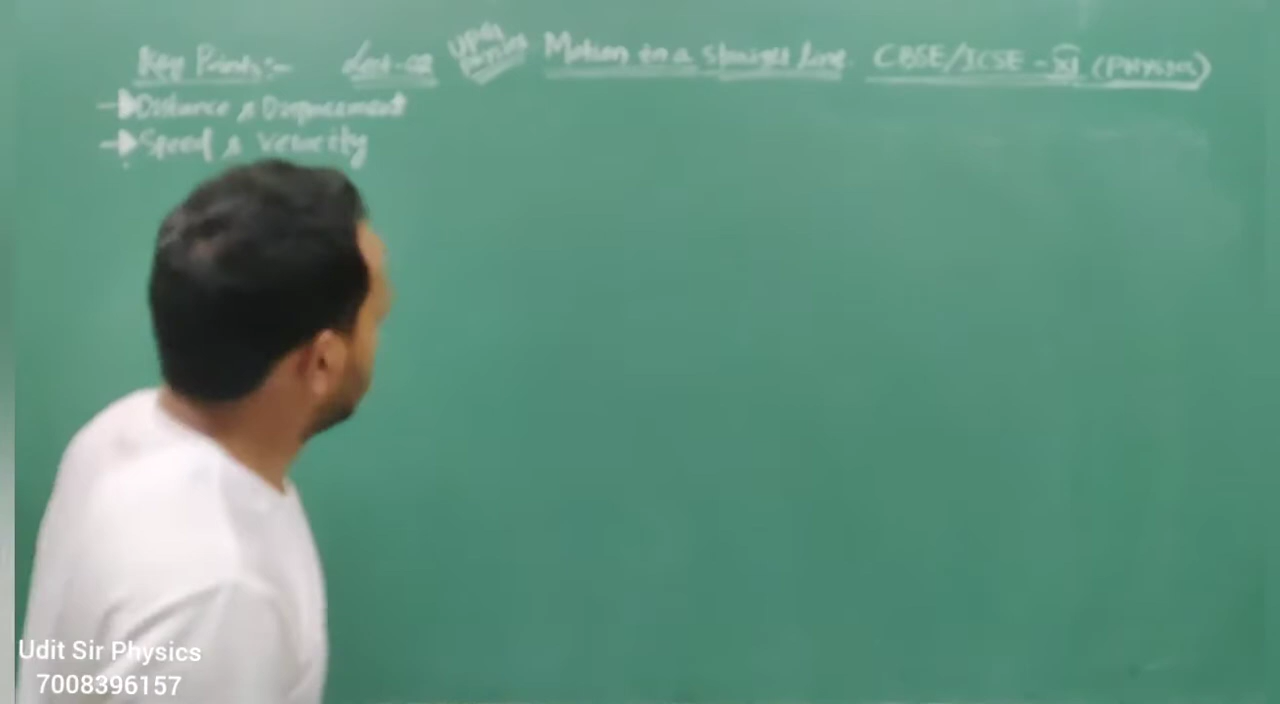 Key Points:- Lect-02 Motion in a Straight Line CBSE/ICSE - XI (PHYSICS)
→ Distance & Displacement
→ Speed & Velocity
Udit Sir Physics
7008396157